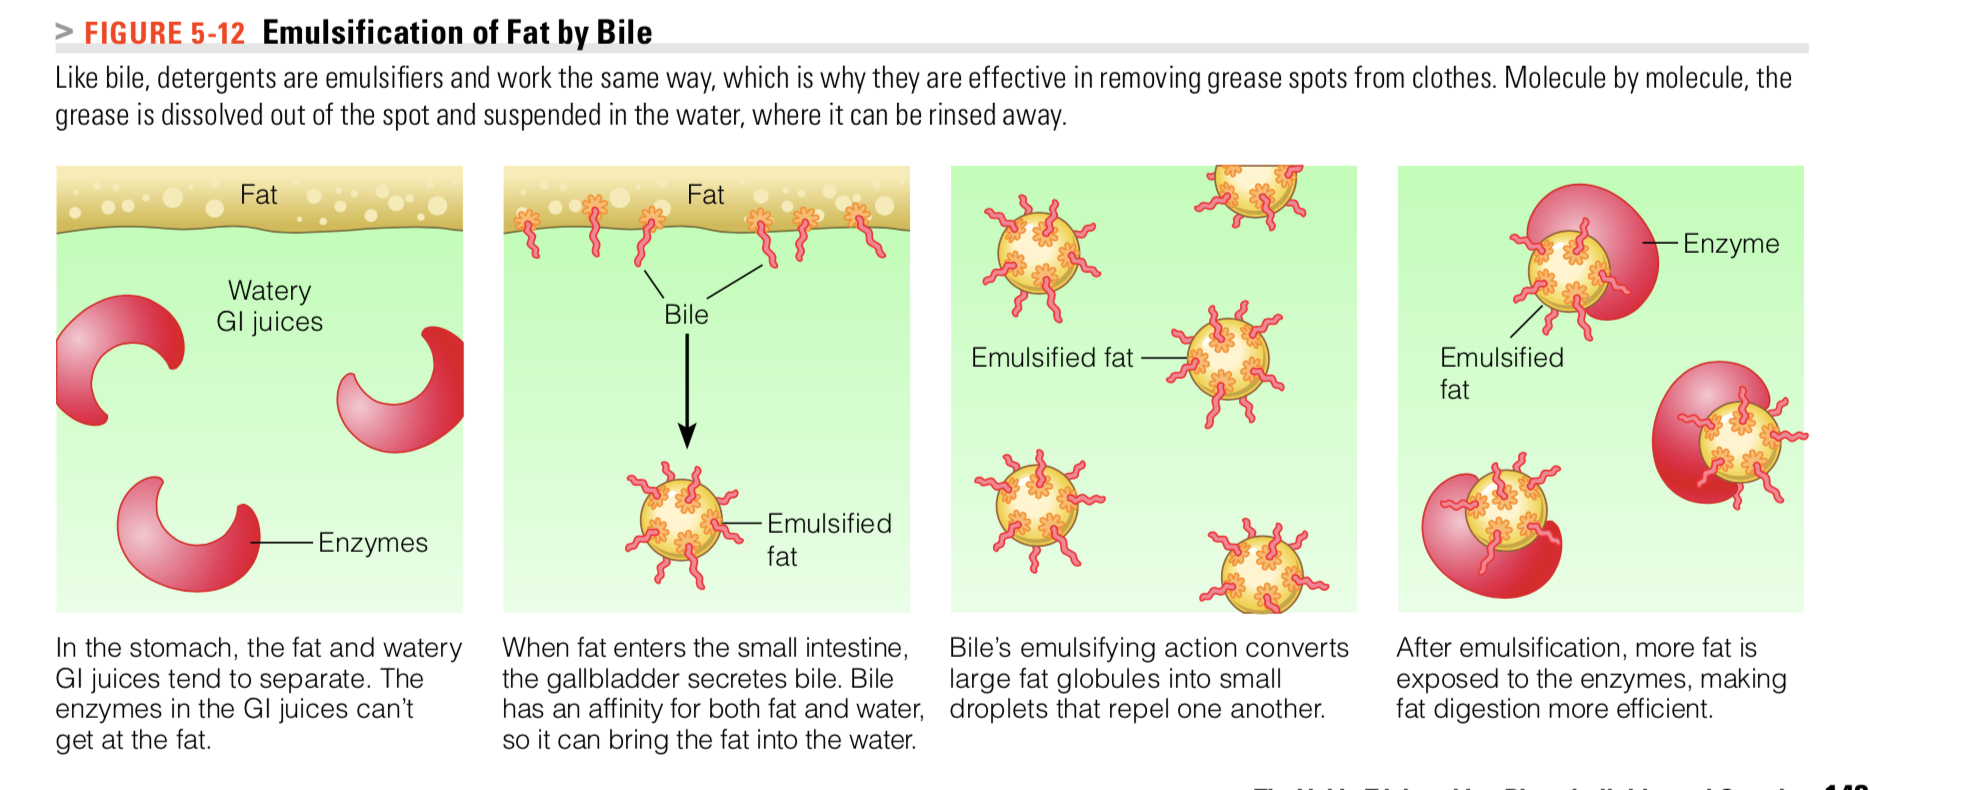 > FIGURE 5-12 Emulsification of Fat by Bile
Like bile, detergents are emulsifiers and work the same way, which is why they are effective in removing grease spots from clothes. Molecule by molecule, the
grease is dissolved out of the spot and suspended in the water, where it can be rinsed away.
Fat
Watery
GI juices
Enzymes
Fat
Bile
Emulsified
fat
Emulsified fat
Enzyme
Emulsified
fat
In the stomach, the fat and watery
GI juices tend to separate. The
enzymes in the GI juices can’t
get at the fat.
When fat enters the small intestine,
the gallbladder secretes bile. Bile
has an affinity for both fat and water,
so it can bring the fat into the water.
Bile’s emulsifying action converts
large fat globules into small
droplets that repel one another.
After emulsification, more fat is
exposed to the enzymes, making
fat digestion more efficient.